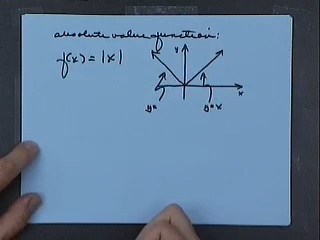 absolute value function:
f(x) = |x|
y
x
y=
y=x